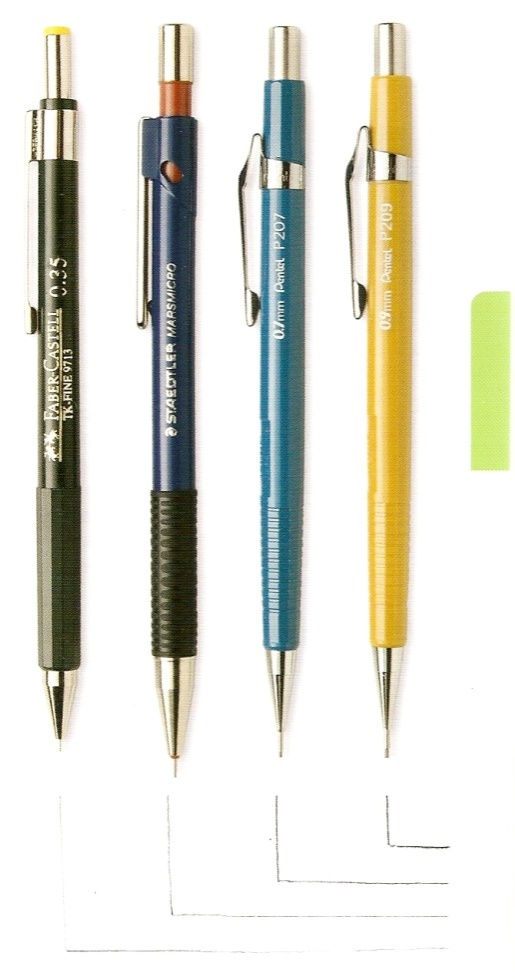 FABER-CASTELL 0.35
TK-FINE 9713
STAEDTLER MARSMICRO
0.7mm Pentel P207
0.9mm Pentel P209